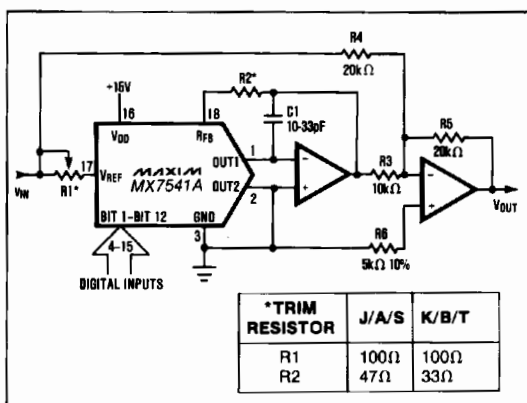 R4
20kΩ
+15V
R2*
16
18
C1
10-33pF
R5
20kΩ
VDD
RFB
1
OUT1
17
VREF
MAXIM
MX7541A
R3
10kΩ
VIN
R1*
OUT2
2
VOUT
BIT 1-BIT 12
GND
3
R6
5kΩ 10%
4-15
DIGITAL INPUTS
*TRIM RESISTOR J/A/S K/B/T
R1 100Ω 100Ω
R2 47Ω 33Ω